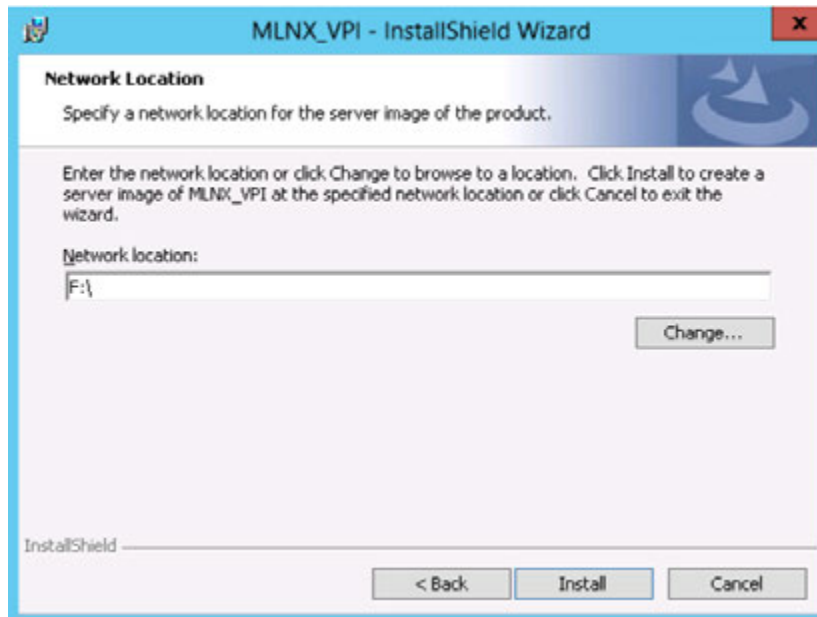 MLNX_VPI - InstallShield Wizard
x
Network Location
Specify a network location for the server image of the product.
Enter the network location or click Change to browse to a location. Click Install to create a
server image of MLNX_VPI at the specified network location or click Cancel to exit the
wizard.
Network location:
F:\
Change...
InstallShield
< Back Install Cancel